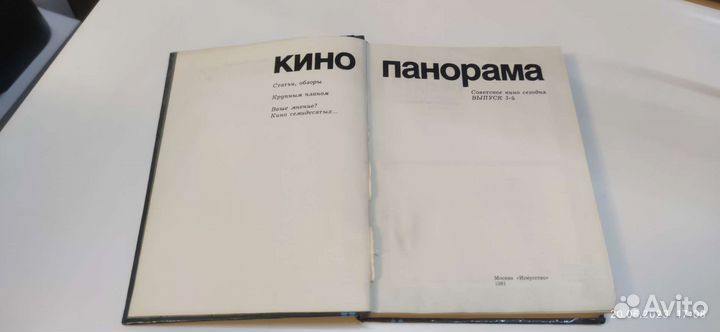 кино панорама
Статьи, обзоры
Крупным планом
Ваше мнение?
Кино семидесятых...
Советское кино сегодня
ВЫПУСК 3-й
Москва «Искусство»
1981
Avito